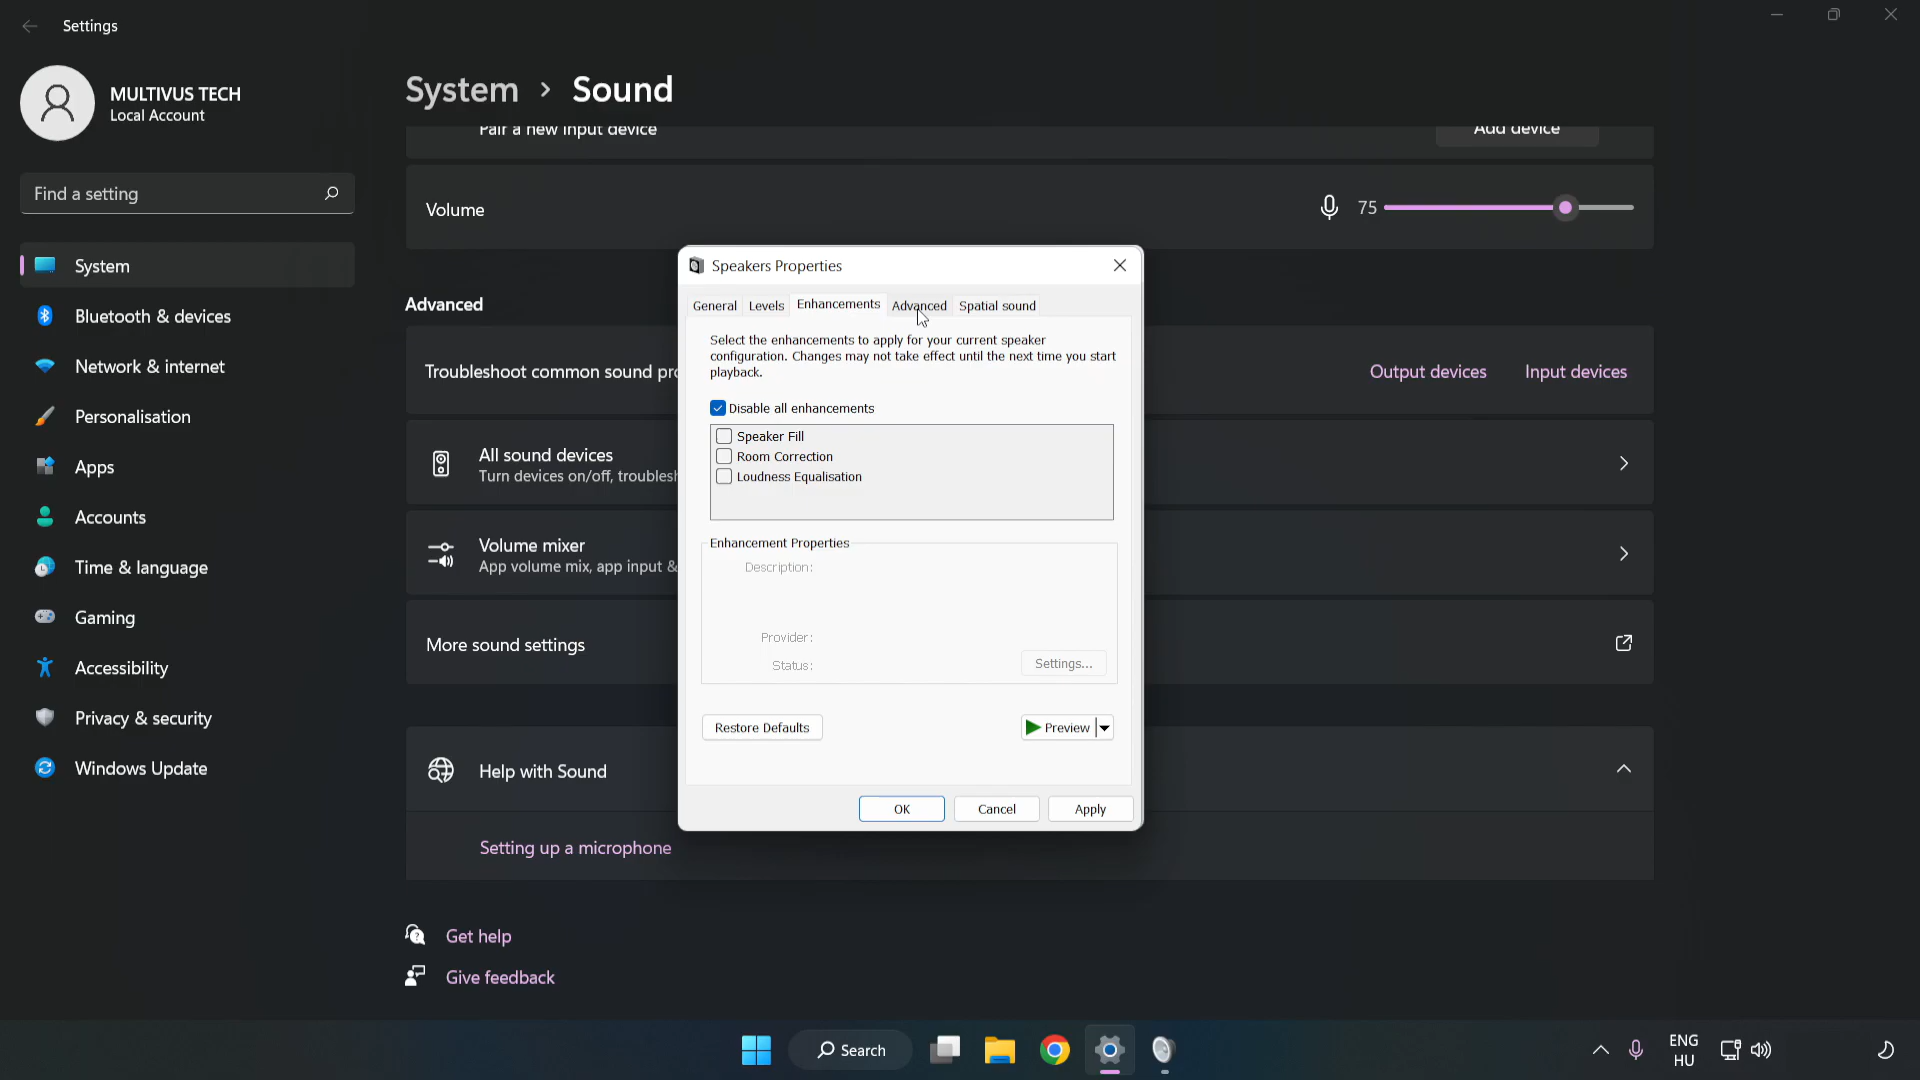 Settings
MULTIVUS TECH
Local Account
Find a setting
System
Bluetooth & devices
Network & internet
Personalisation
Apps
Accounts
Time & language
Gaming
Accessibility
Privacy & security
Windows Update
System > Sound
Pair a new input device
Add device
Volume
75
Advanced
Troubleshoot common sound pro
Output devices
Input devices
All sound devices
Turn devices on/off, troublesh
Volume mixer
App volume mix, app input &
More sound settings
Help with Sound
Setting up a microphone
Get help
Give feedback
Speakers Properties
General Levels Enhancements Advanced Spatial sound
Select the enhancements to apply for your current speaker
configuration. Changes may not take effect until the next time you start
playback.
Disable all enhancements
Speaker Fill
Room Correction
Loudness Equalisation
Enhancement Properties
Description:
Provider:
Status:
Settings...
Restore Defaults
Preview
OK
Cancel
Apply
Search
ENG
HU